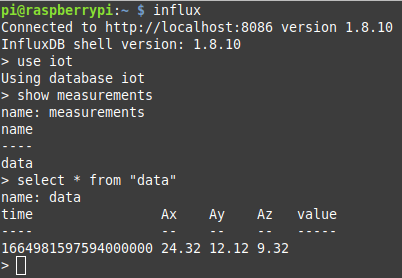 pi@raspberrypi:~ $ influx
Connected to http://localhost:8086 version 1.8.10
InfluxDB shell version: 1.8.10
> use iot
Using database iot
> show measurements
name: measurements
name
----
data
> select * from "data"
name: data
time                Ax    Ay    Az   value
----                --    --    --   -----
1664981597594000000 24.32 12.12 9.32
>